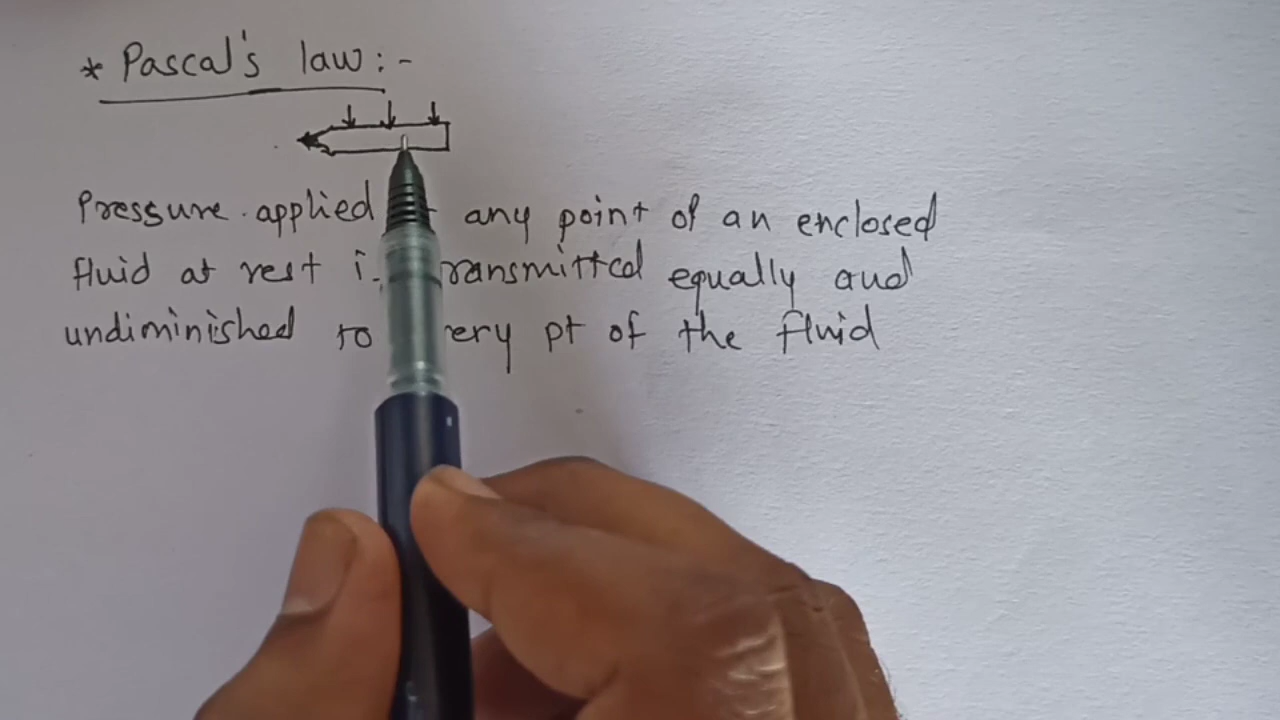 * Pascal's law:-
Pressure applied any point of an enclosed
fluid at rest transmitted equally and
undiminished to pt of the fluid